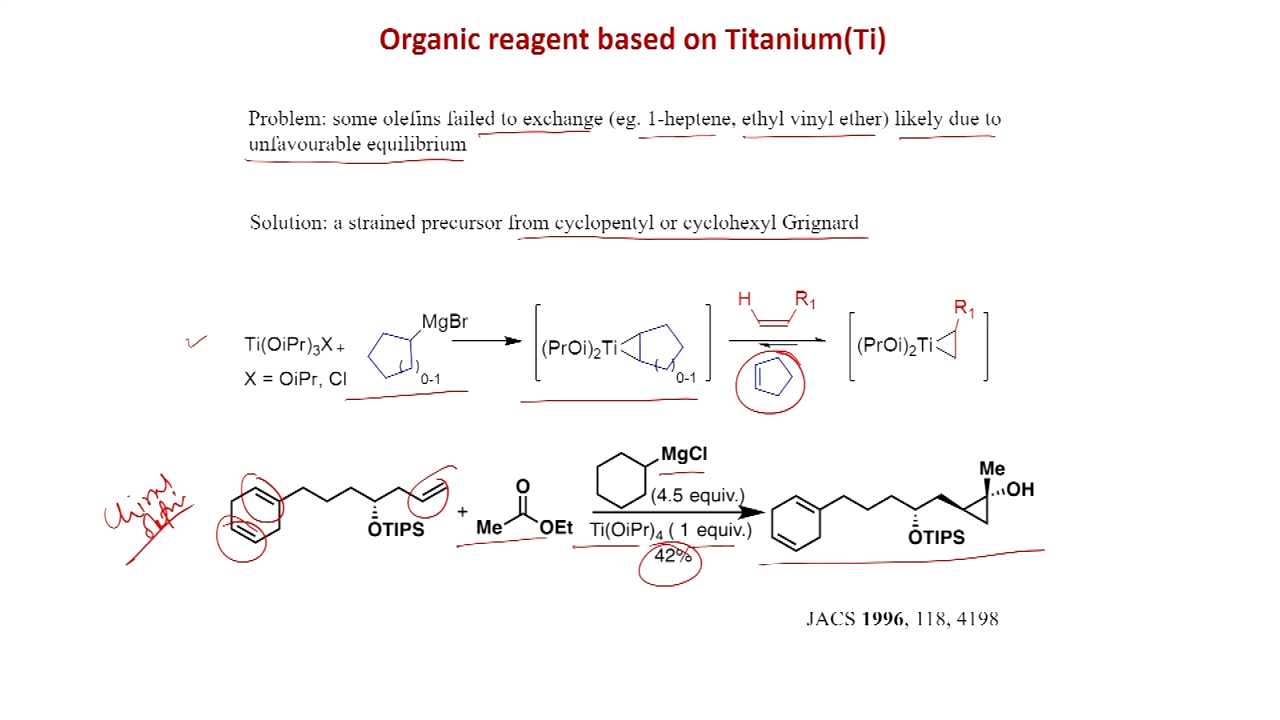 Organic reagent based on Titanium(Ti)
Problem: some olefins failed to exchange (eg. 1-heptene, ethyl vinyl ether) likely due to
unfavourable equilibrium
Solution: a strained precursor from cyclopentyl or cyclohexyl Grignard
Ti(OiPr)3X +
X = OiPr, Cl
MgBr
( )0-1
(PrOi)2Ti
( )0-1
H R1
(PrOi)2Ti
R1
OTIPS
+
O
Me OEt
MgCl
(4.5 equiv.)
Ti(OiPr)4 ( 1 equiv.)
42%
OTIPS
Me
OH
JACS 1996, 118, 4198